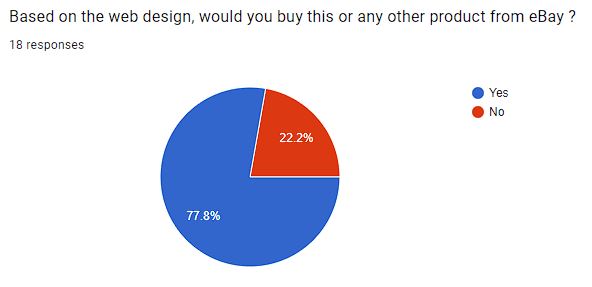 Based on the web design, would you buy this or any other product from eBay ?
18 responses
Yes
No
22.2%
77.8%